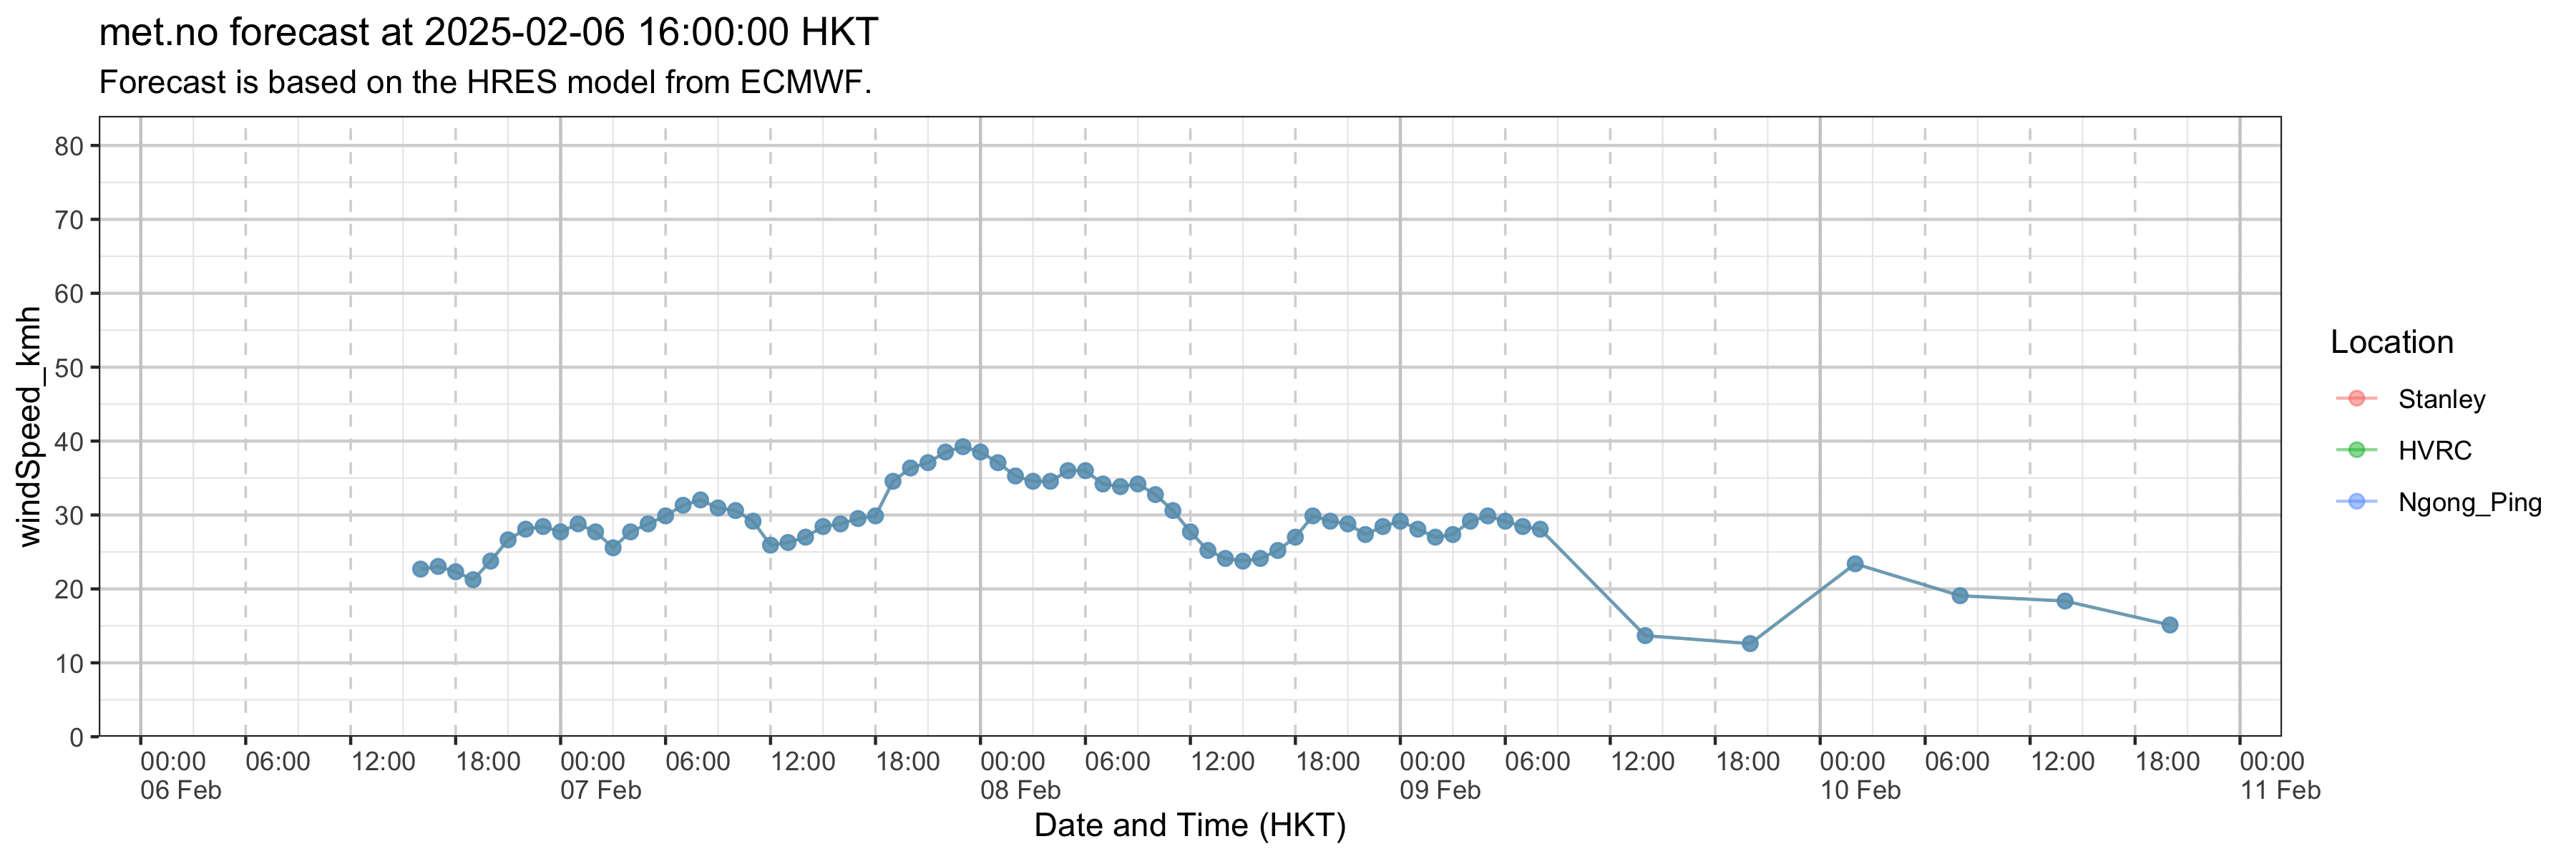 met.no forecast at 2025-02-06 16:00:00 HKT
Forecast is based on the HRES model from ECMWF.
windSpeed_kmh
80
70
60
50
40
30
20
10
0
00:00 06:00 12:00 18:00 00:00 06:00 12:00 18:00 00:00 06:00 12:00 18:00 00:00 06:00 12:00 18:00 00:00 06:00 12:00 18:00 00:00
06 Feb 07 Feb 08 Feb 09 Feb 10 Feb 11 Feb
Date and Time (HKT)
Location
Stanley
HVRC
Ngong_Ping